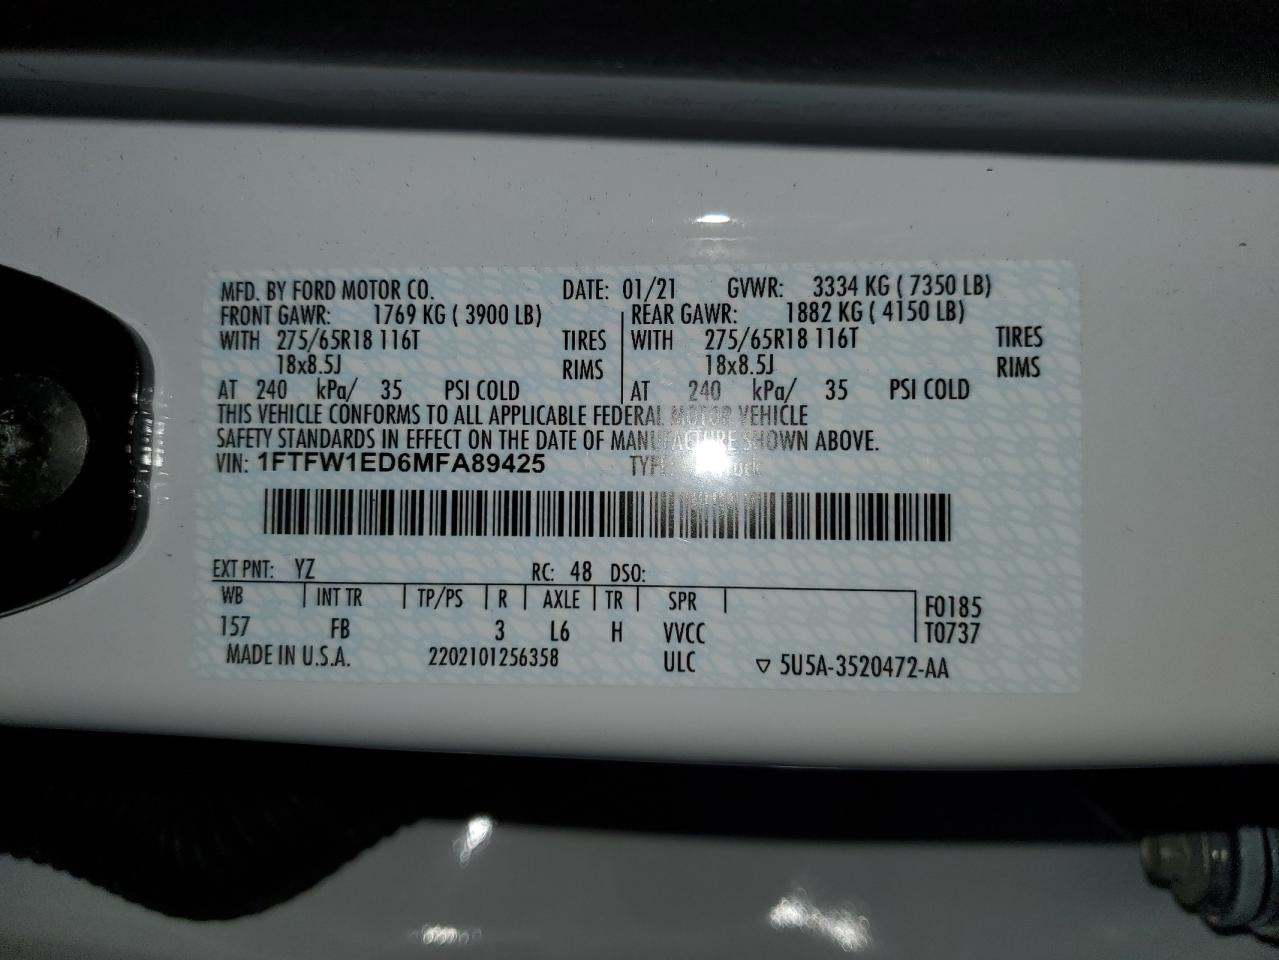 MFD. BY FORD MOTOR CO. DATE: 01/21 GVWR: 3334 KG ( 7350 LB)
FRONT GAWR: 1769 KG ( 3900 LB) REAR GAWR: 1882 KG ( 4150 LB)
WITH 275/65R18 116T TIRES WITH 275/65R18 116T TIRES
18x8.5J RIMS 18x8.5J RIMS
AT 240 kPa/ 35 PSI COLD AT 240 kPa/ 35 PSI COLD
THIS VEHICLE CONFORMS TO ALL APPLICABLE FEDERAL MOTOR VEHICLE
SAFETY STANDARDS IN EFFECT ON THE DATE OF MANUFACTURE SHOWN ABOVE.
VIN: 1FTFW1ED6MFA89425 TYPE:
EXT PNT: YZ RC: 48 DSO:
WB INT TR TP/PS R AXLE TR SPR F0185
157 FB 3 L6 H VVCC T0737
MADE IN U.S.A. 2202101256358 ULC ▽ 5U5A-3520472-AA